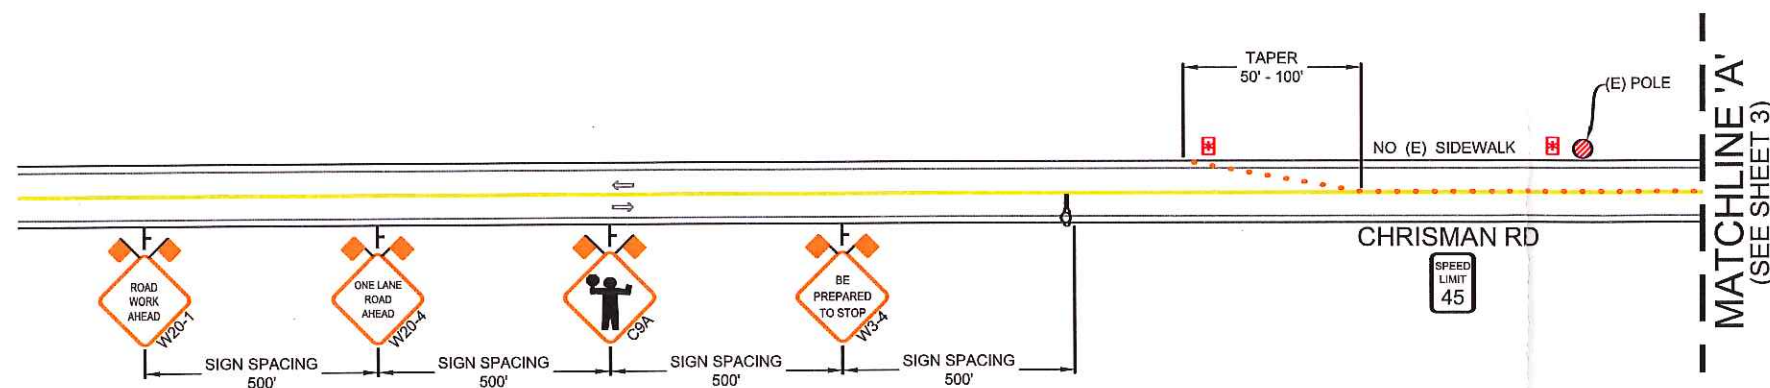 TAPER
50' - 100'
(E) POLE
NO (E) SIDEWALK
CHRISMAN RD
SPEED
LIMIT
45
ROAD
WORK
AHEAD
W20-1
ONE LANE
ROAD
AHEAD
W20-4
C9A
BE
PREPARED
TO STOP
W3-4
SIGN SPACING
500'
SIGN SPACING
500'
SIGN SPACING
500'
SIGN SPACING
500'
MATCHLINE 'A'
(SEE SHEET 3)